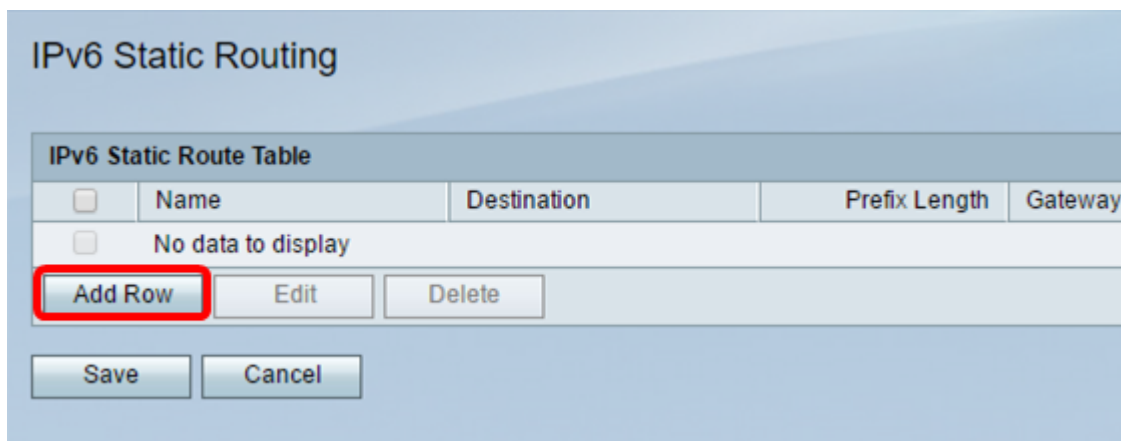 IPv6 Static Routing
IPv6 Static Route Table
Name Destination Prefix Length Gateway
No data to display
Add Row Edit Delete
Save Cancel